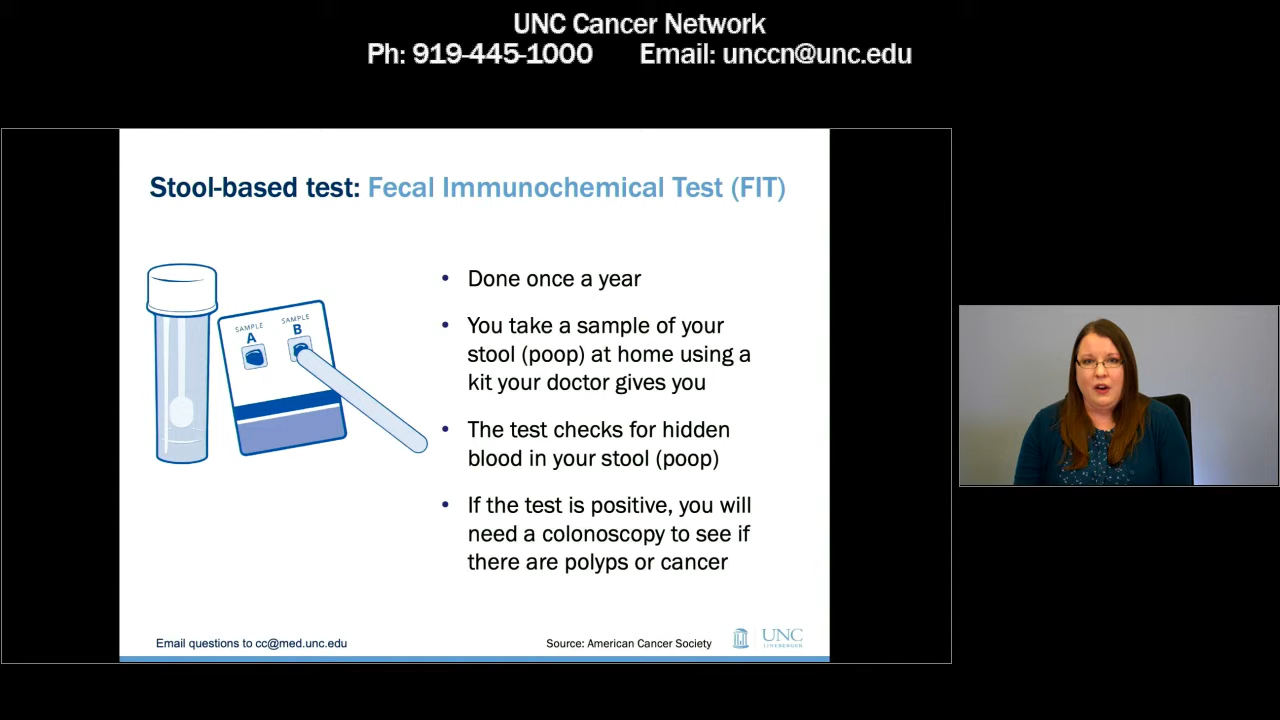 UNC Cancer Network
Ph: 919-445-1000 Email: unccn@unc.edu
Stool-based test: Fecal Immunochemical Test (FIT)
SAMPLE
A
SAMPLE
B
• Done once a year
• You take a sample of your
stool (poop) at home using a
kit your doctor gives you
• The test checks for hidden
blood in your stool (poop)
• If the test is positive, you will
need a colonoscopy to see if
there are polyps or cancer
Email questions to cc@med.unc.edu
Source: American Cancer Society
UNC
LINEBERGER